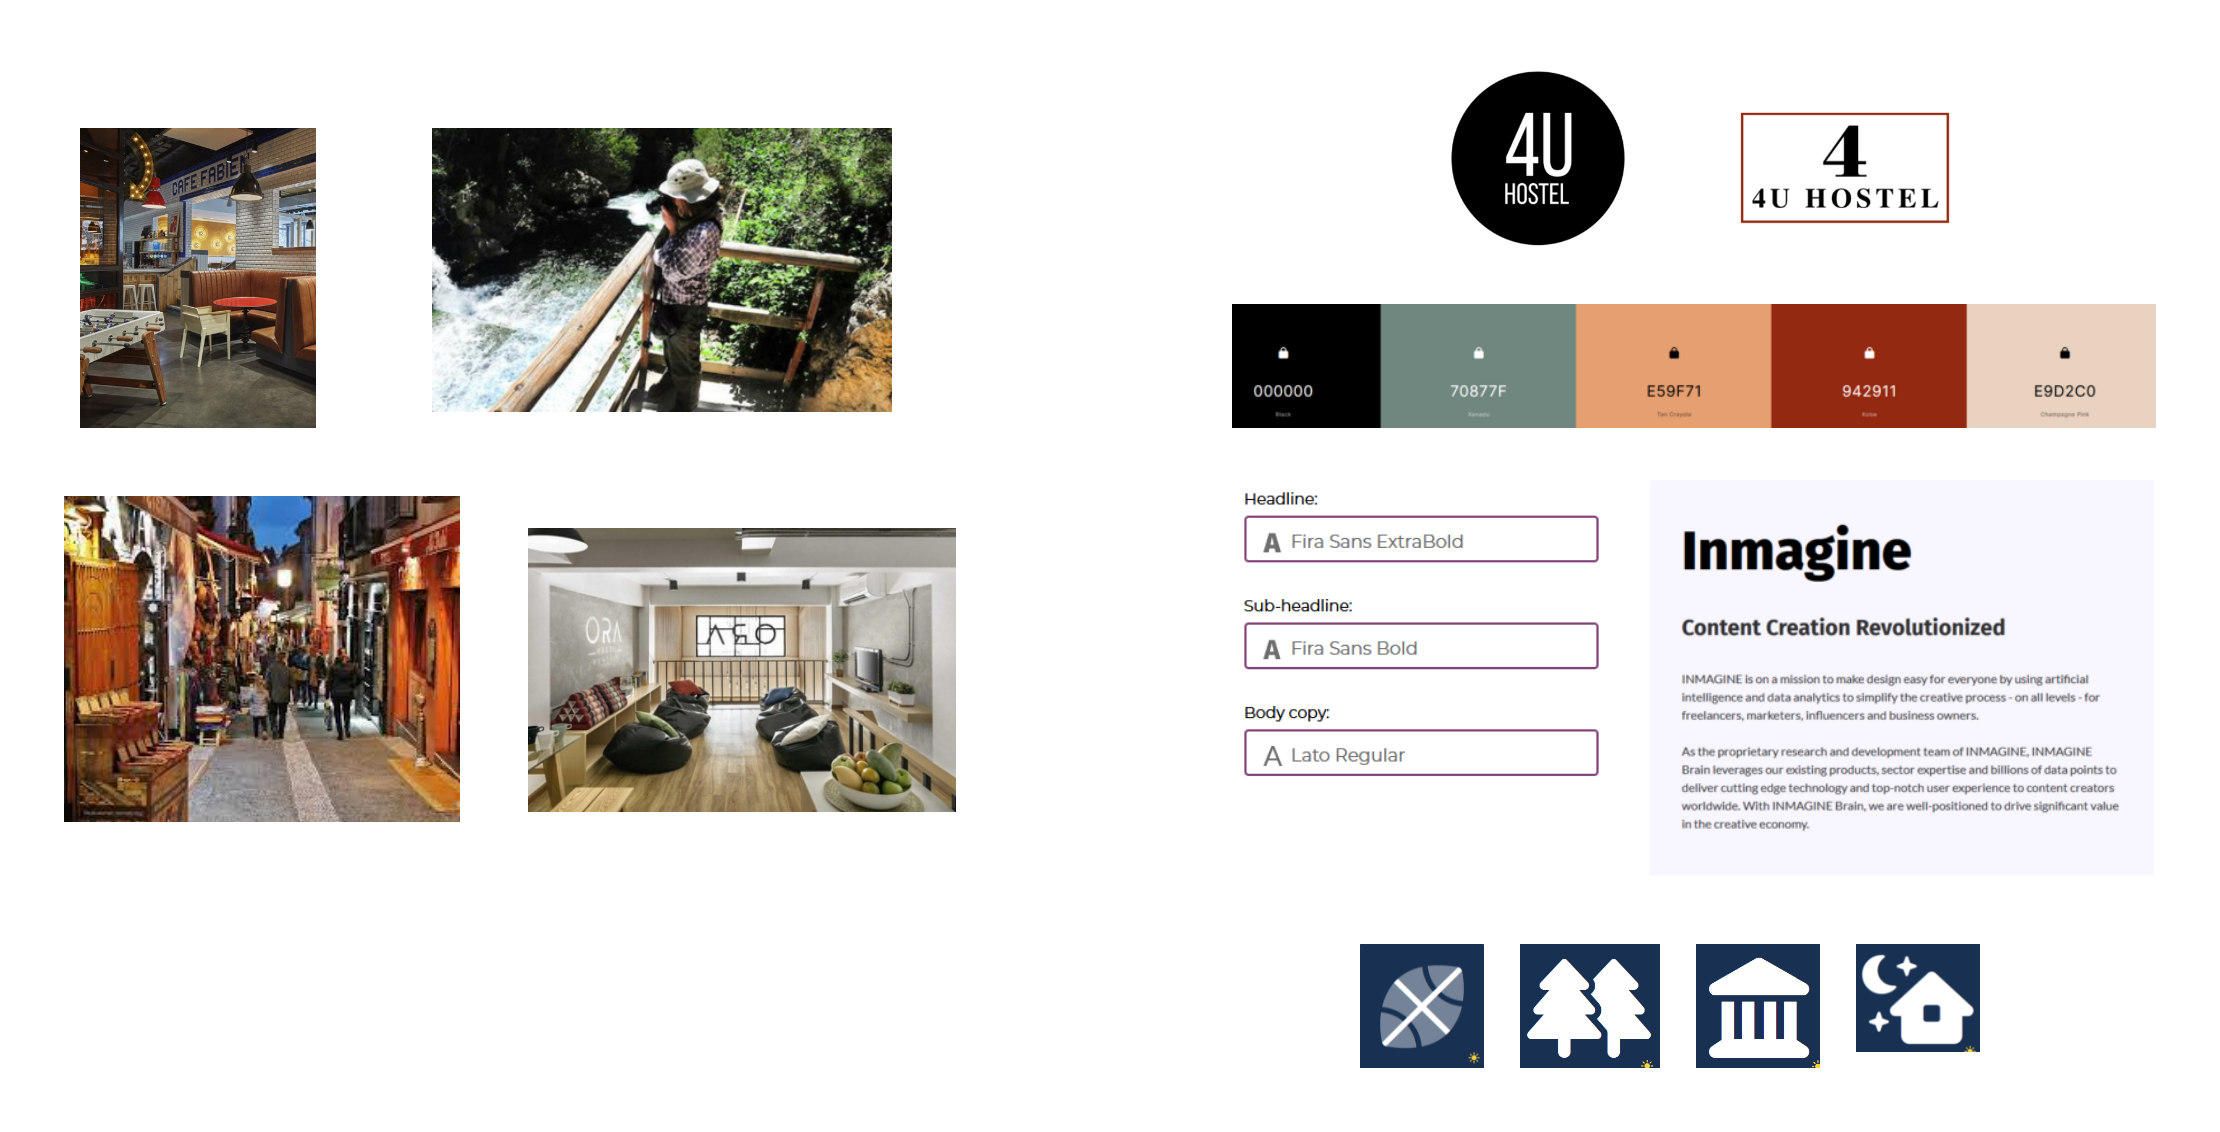 CAFE FABIEN
ORA
ORA
4U
HOSTEL
4
4U HOSTEL
000000
Black
70877F
Xanadu
E59F71
Tan Crayola
942911
Kobe
E9D2C0
Champagne Pink
Headline:
A Fira Sans ExtraBold
Sub-headline:
A Fira Sans Bold
Body copy:
A Lato Regular
Inmagine
Content Creation Revolutionized
INMAGINE is on a mission to make design easy for everyone by using artificial
intelligence and data analytics to simplify the creative process - on all levels - for
freelancers, marketers, influencers and business owners.
As the proprietary research and development team of INMAGINE, INMAGINE
Brain leverages our existing products, sector expertise and billions of data points to
deliver cutting edge technology and top-notch user experience to content creators
worldwide. With INMAGINE Brain, we are well-positioned to drive significant value
in the creative economy.